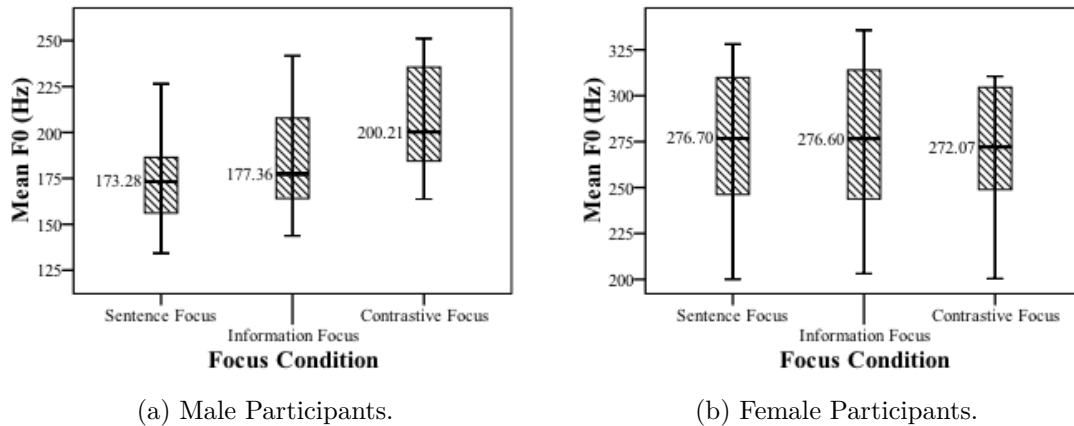 Mean F0 (Hz)
250
225
200
175
150
125
173.28
177.36
200.21
Sentence Focus
Information Focus
Contrastive Focus
Focus Condition
(a) Male Participants.
Mean F0 (Hz)
325
300
275
250
225
200
276.70
276.60
272.07
Sentence Focus
Information Focus
Contrastive Focus
Focus Condition
(b) Female Participants.